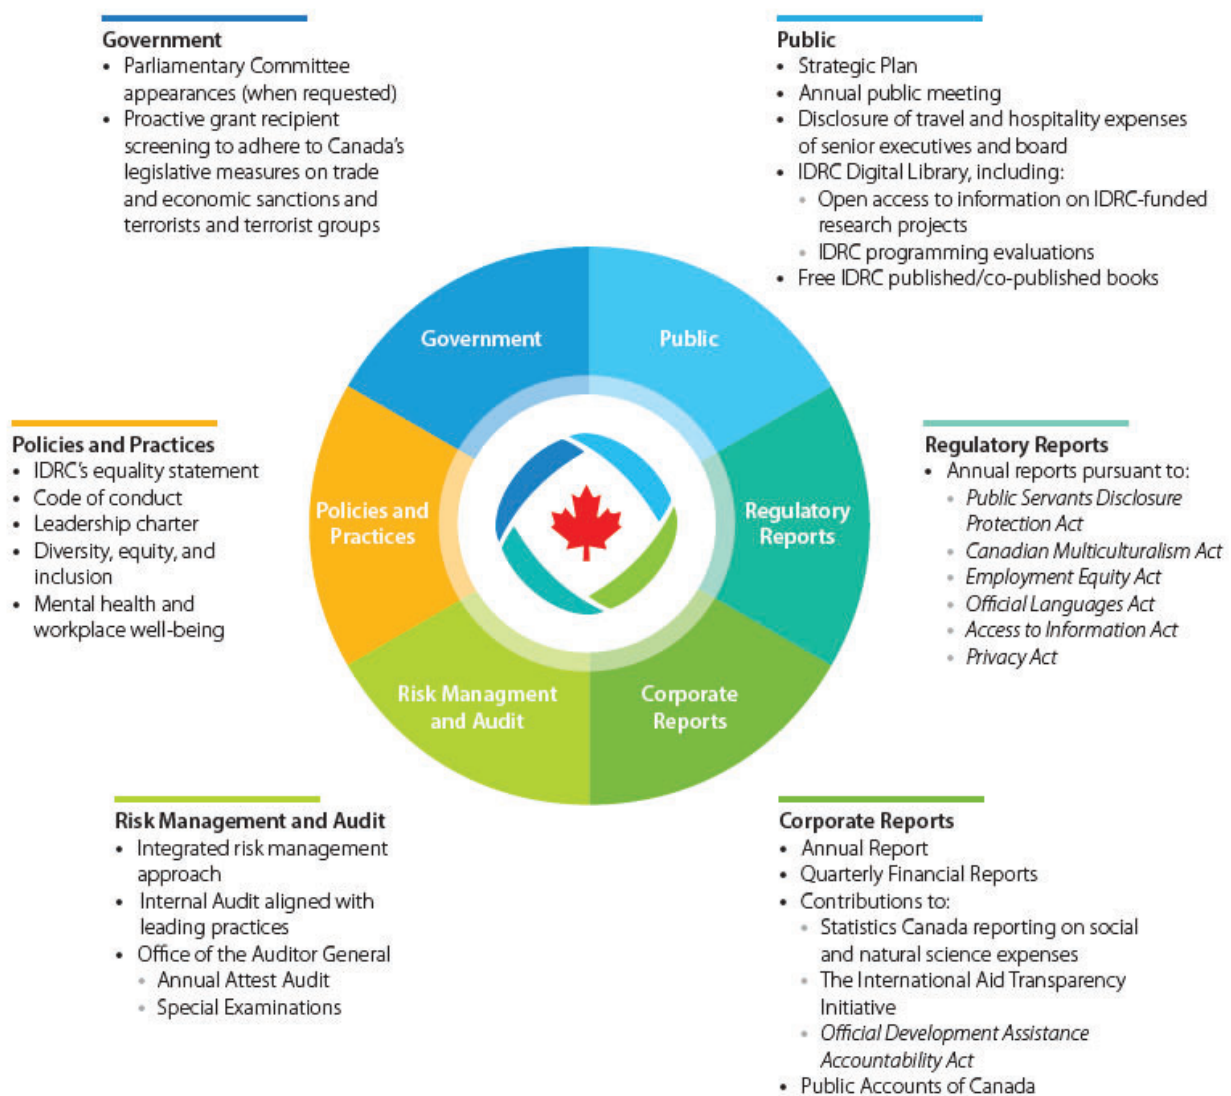 Government
• Parliamentary Committee
appearances (when requested)
• Proactive grant recipient
screening to adhere to Canada's
legislative measures on trade
and economic sanctions and
terrorists and terrorist groups
Public
• Strategic Plan
• Annual public meeting
• Disclosure of travel and hospitality expenses
of senior executives and board
• IDRC Digital Library, including:
• Open access to information on IDRC-funded
research projects
• IDRC programming evaluations
• Free IDRC published/co-published books
Government
Public
Policies and
Practices
Regulatory
Reports
Risk Managment
and Audit
Corporate
Reports
Policies and Practices
• IDRC's equality statement
• Code of conduct
• Leadership charter
• Diversity, equity, and
inclusion
• Mental health and
workplace well-being
Regulatory Reports
• Annual reports pursuant to:
• Public Servants Disclosure
Protection Act
• Canadian Multiculturalism Act
• Employment Equity Act
• Official Languages Act
• Access to Information Act
• Privacy Act
Risk Management and Audit
• Integrated risk management
approach
• Internal Audit aligned with
leading practices
• Office of the Auditor General
• Annual Attest Audit
• Special Examinations
Corporate Reports
• Annual Report
• Quarterly Financial Reports
• Contributions to:
• Statistics Canada reporting on social
and natural science expenses
• The International Aid Transparency
Initiative
• Official Development Assistance
Accountability Act
• Public Accounts of Canada